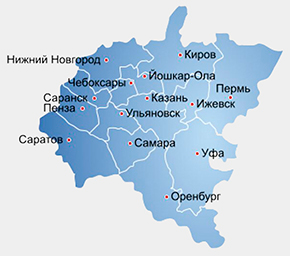 Киров
Нижний Новгород
Йошкар-Ола
Чебоксары
Пермь
Саранск
Казань
Ижевск
Пенза
Ульяновск
Саратов
Самара
Уфа
Оренбург